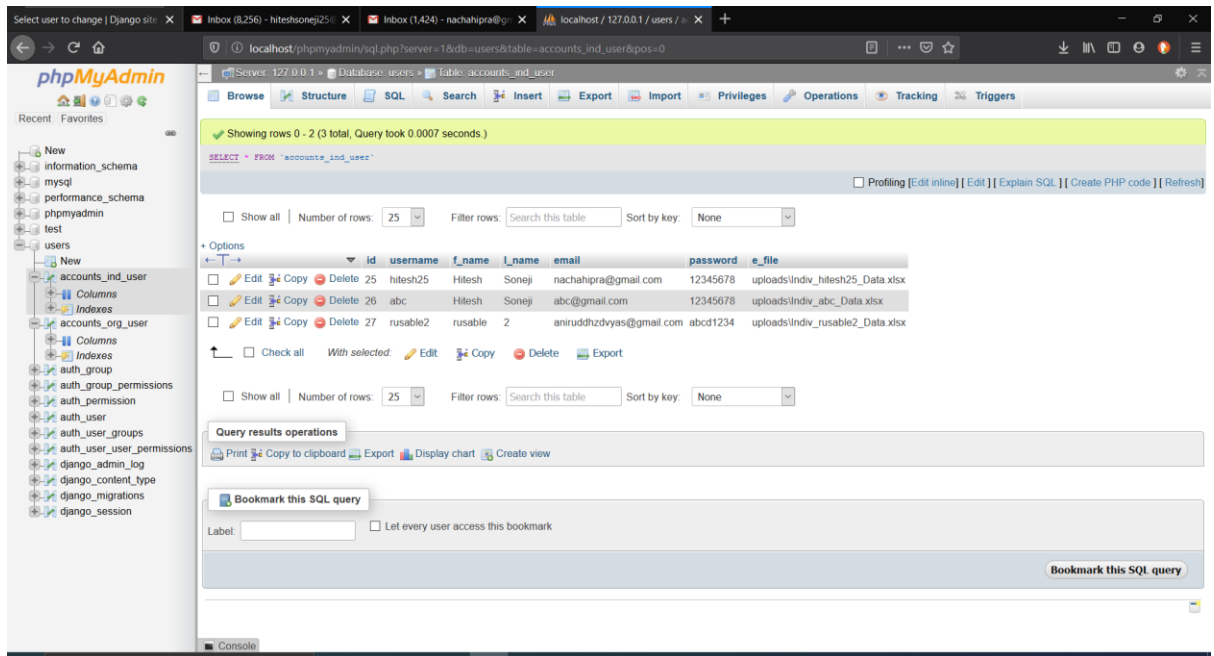 Select user to change | Django site
Inbox (8,256) - hiteshsoneji25@
Inbox (1,424) - nachahipra@gm
localhost / 127.0.0.1 / users / ac
localhost/phpmyadmin/sql.php?server=1&db=users&table=accounts_ind_user&pos=0
phpMyAdmin
Recent Favorites
New
information_schema
mysql
performance_schema
phpmyadmin
test
users
New
accounts_ind_user
Columns
Indexes
accounts_org_user
Columns
Indexes
auth_group
auth_group_permissions
auth_permission
auth_user
auth_user_groups
auth_user_user_permissions
django_admin_log
django_content_type
django_migrations
django_session
Server: 127.0.0.1 » Database: users » Table: accounts_ind_user
Browse Structure SQL Search Insert Export Import Privileges Operations Tracking Triggers
Showing rows 0 - 2 (3 total, Query took 0.0007 seconds.)
SELECT * FROM `accounts_ind_user`
Profiling [Edit inline] [ Edit ] [ Explain SQL ] [ Create PHP code ] [ Refresh]
Show all | Number of rows: 25 Filter rows: Search this table Sort by key: None
+ Options
←T→ id username f_name l_name email password e_file
Edit Copy Delete 25 hitesh25 Hitesh Soneji nachahipra@gmail.com 12345678 uploads\Indiv_hitesh25_Data.xlsx
Edit Copy Delete 26 abc Hitesh Soneji abc@gmail.com 12345678 uploads\Indiv_abc_Data.xlsx
Edit Copy Delete 27 rusable2 rusable 2 aniruddhzdvyas@gmail.com abcd1234 uploads\Indiv_rusable2_Data.xlsx
Check all With selected: Edit Copy Delete Export
Show all | Number of rows: 25 Filter rows: Search this table Sort by key: None
Query results operations
Print Copy to clipboard Export Display chart Create view
Bookmark this SQL query
Label: Let every user access this bookmark
Bookmark this SQL query
Console